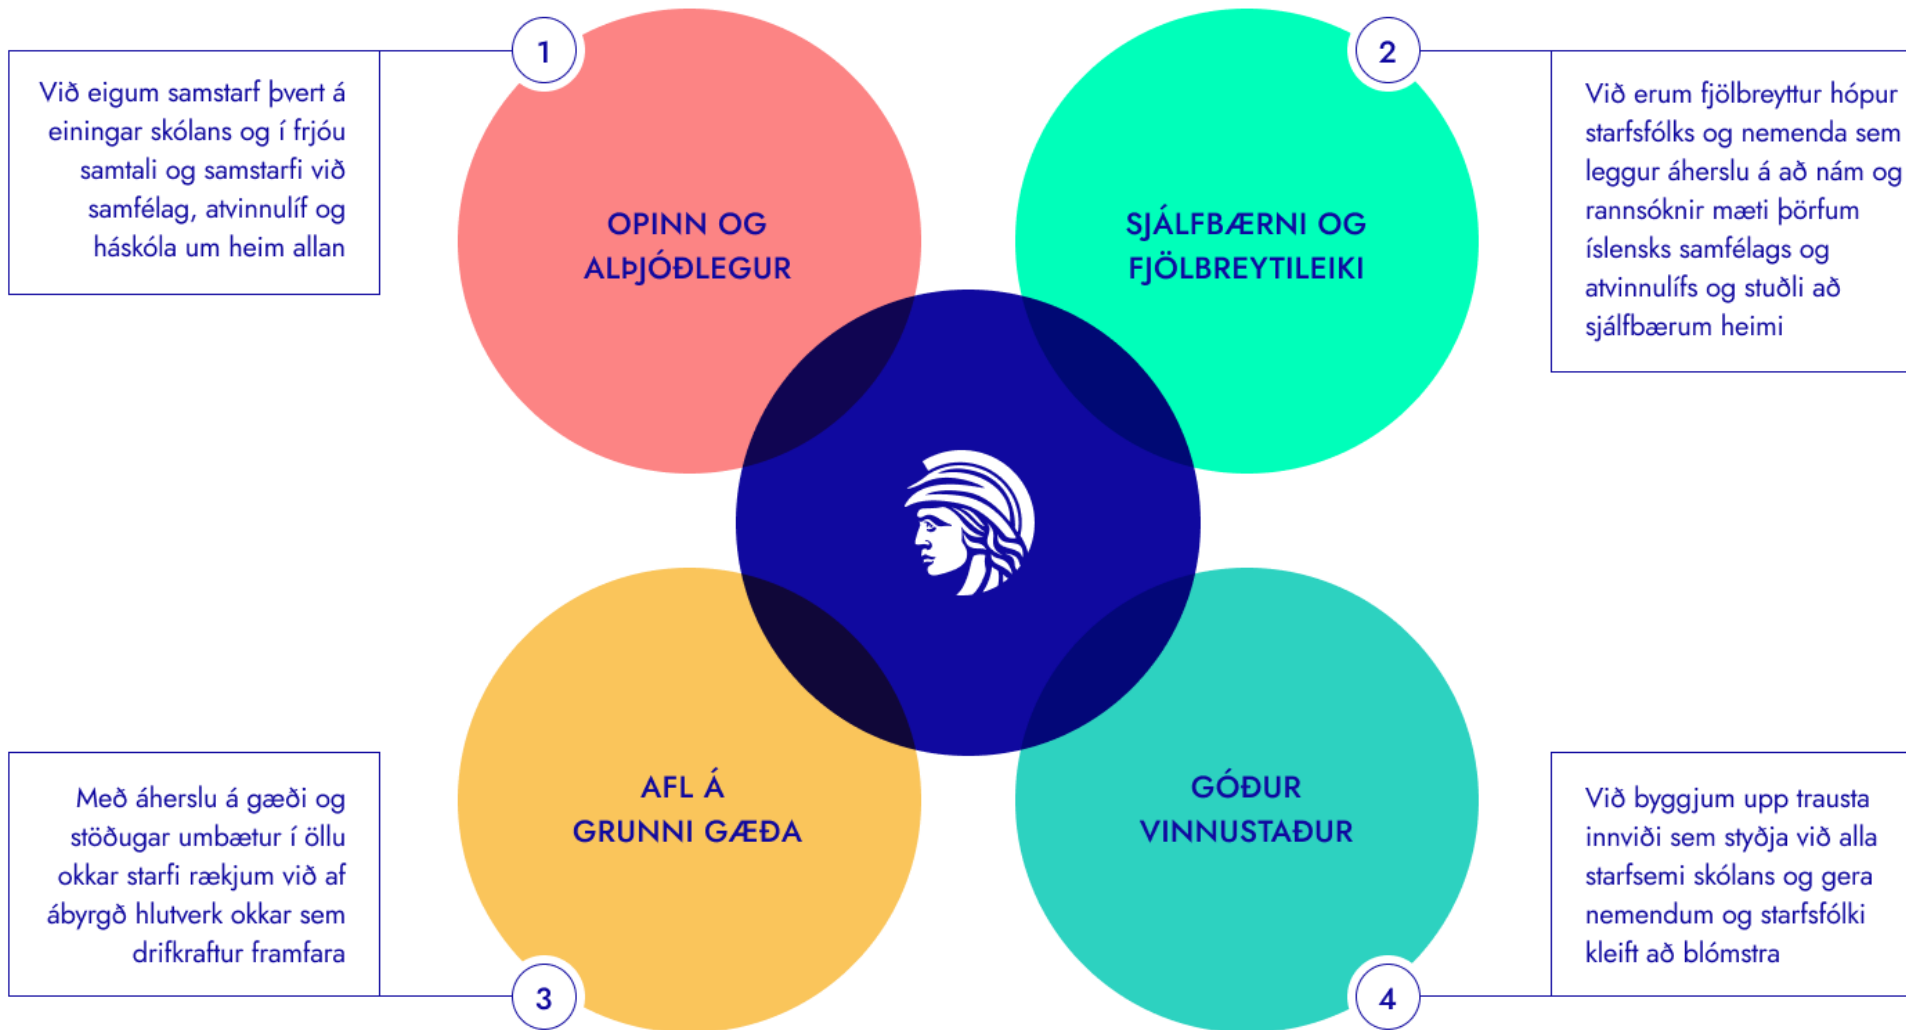 1
Við eigum samstarf þvert á
einingar skólans og í frjóu
samtali og samstarfi við
samfélag, atvinnulíf og
háskóla um heim allan
OPINN OG
ALÞJÓÐLEGUR
2
Við erum fjölbreyttur hópur
starfsfólks og nemenda sem
leggur áherslu á að nám og
rannsóknir mæti þörfum
íslensks samfélags og
atvinnulífs og stuðli að
sjálfbærum heimi
SJÁLFBÆRNI OG
FJÖLBREYTILEIKI
3
Með áherslu á gæði og
stöðugar umbætur í öllu
okkar starfi rækjum við af
ábyrgð hlutverk okkar sem
drifkraftur framfara
AFL Á
GRUNNI GÆÐA
4
Við byggjum upp trausta
innviði sem styðja við alla
starfsemi skólans og gera
nemendum og starfsfólki
kleift að blómstra
GÓÐUR
VINNUSTAÐUR